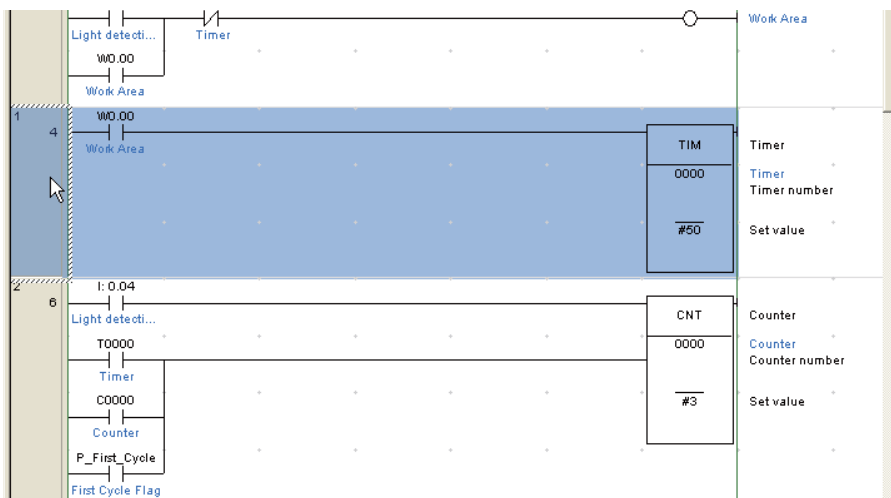 Light detecti... Timer Work Area
W0.00
Work Area
1 4 W0.00
Work Area
TIM Timer
0000 Timer
Timer number
#50 Set value
2 6 I: 0.04
Light detecti...
CNT Counter
T0000 0000 Counter
Timer Counter number
C0000 #3 Set value
Counter
P_First_Cycle
First Cycle Flag